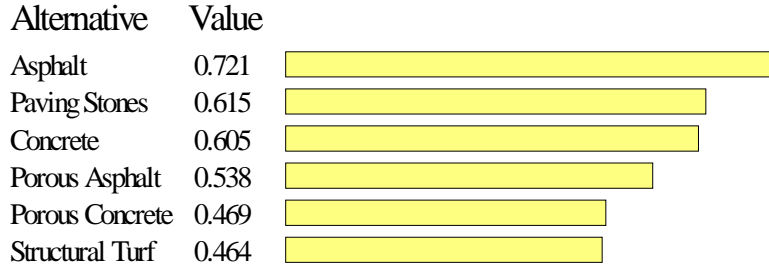 Alternative Value
Asphalt 0.721
Paving Stones 0.615
Concrete 0.605
Porous Asphalt 0.538
Porous Concrete 0.469
Structural Turf 0.464